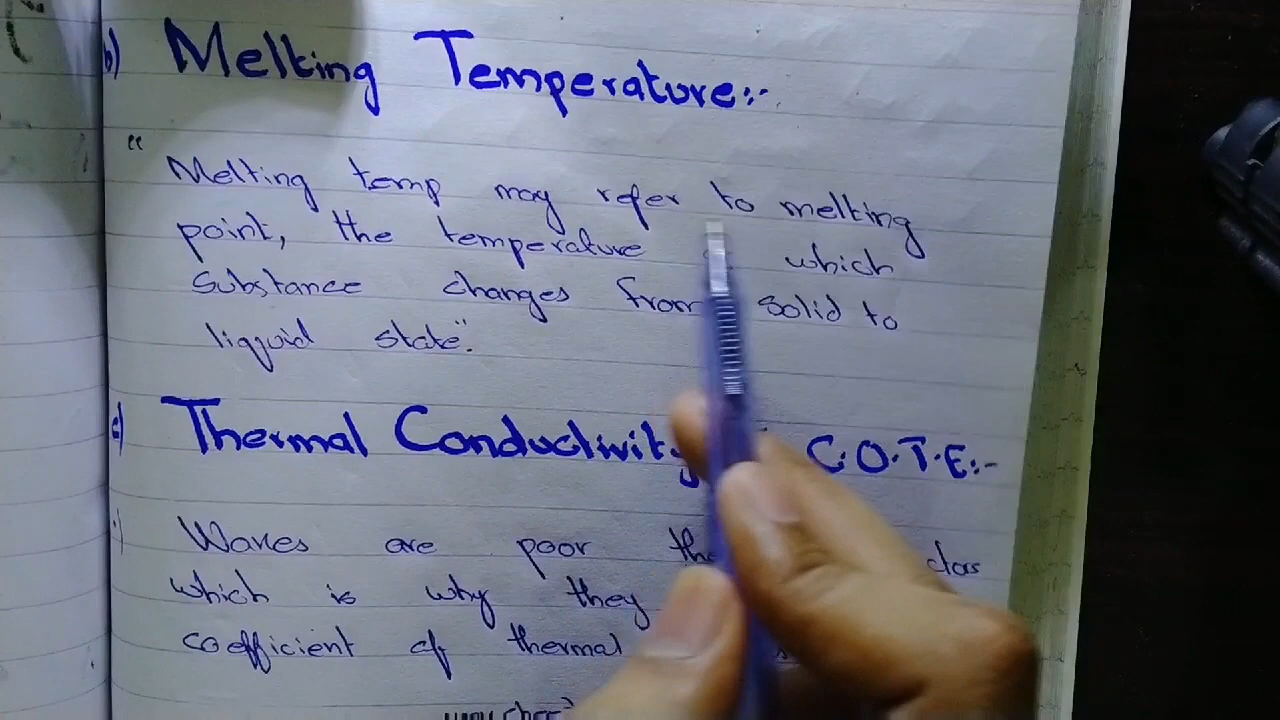 b) Melting Temperature:-
"Melting temp may refer to melting
point, the temperature which
substance changes from solid to
liquid state".
c) Thermal Conductivity C.O.T.E:-
i) Waxes are poor
which is why they
coefficient of thermal